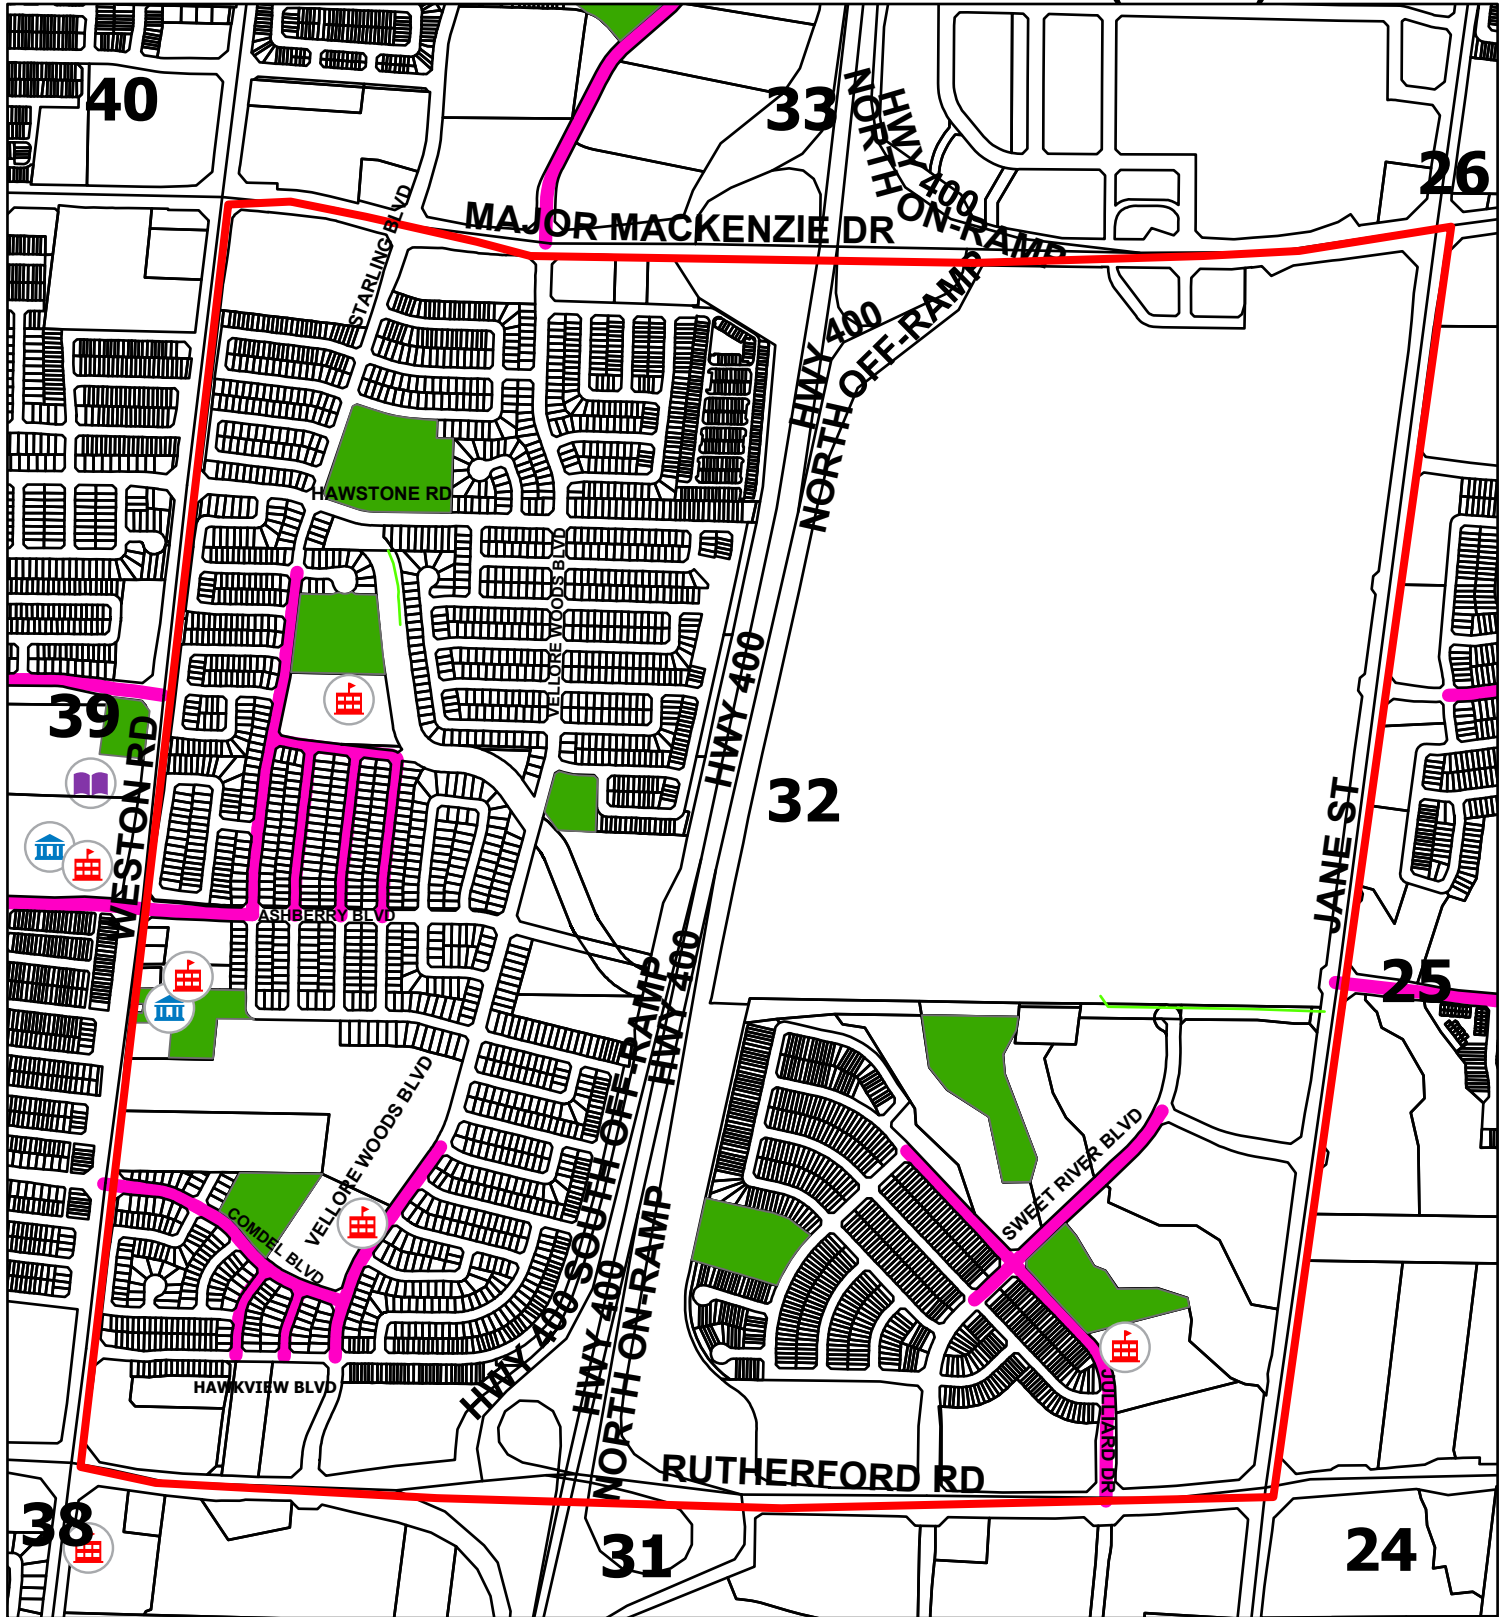 40
33
26
HWY 400
NORTH ON-RAMP
MAJOR MACKENZIE DR
STARLING BLVD
HWY 400
NORTH OFF-RAMP
HAWSTONE RD
VELLORE WOODS BLVD
HWY 400
39
WESTON RD
32
JANE ST
ASHBERRY BLVD
25
HWY 400
HWY 400 SOUTH OFF-RAMP
VELLORE WOODS BLVD
SWEET RIVER BLVD
COMDEL BLVD
HWY 400
NORTH ON-RAMP
HAWKVIEW BLVD
JULLIARD DR
RUTHERFORD RD
38
31
24